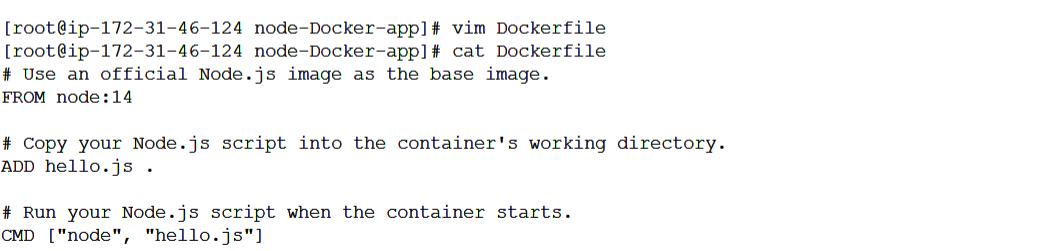 [root@ip-172-31-46-124 node-Docker-app]# vim Dockerfile
[root@ip-172-31-46-124 node-Docker-app]# cat Dockerfile
# Use an official Node.js image as the base image.
FROM node:14

# Copy your Node.js script into the container's working directory.
ADD hello.js .

# Run your Node.js script when the container starts.
CMD ["node", "hello.js"]